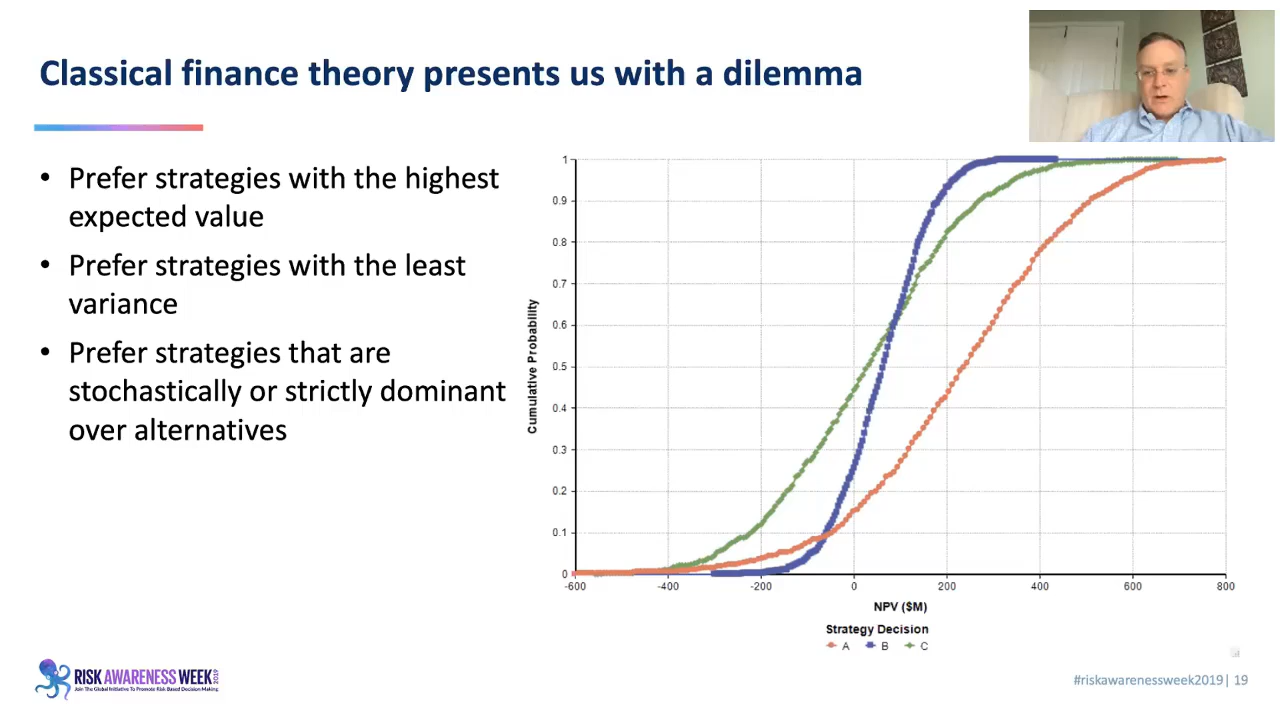 Classical finance theory presents us with a dilemma
• Prefer strategies with the highest
expected value
• Prefer strategies with the least
variance
• Prefer strategies that are
stochastically or strictly dominant
over alternatives
Cumulative Probability
1
0.9
0.8
0.7
0.6
0.5
0.4
0.3
0.2
0.1
0
-600 -400 -200 0 200 400 600 800
NPV ($M)
Strategy Decision
A B C
RISK AWARENESS WEEK 2019
Join The Global Initiative To Promote Risk Based Decision Making
#riskawarenessweek2019| 19